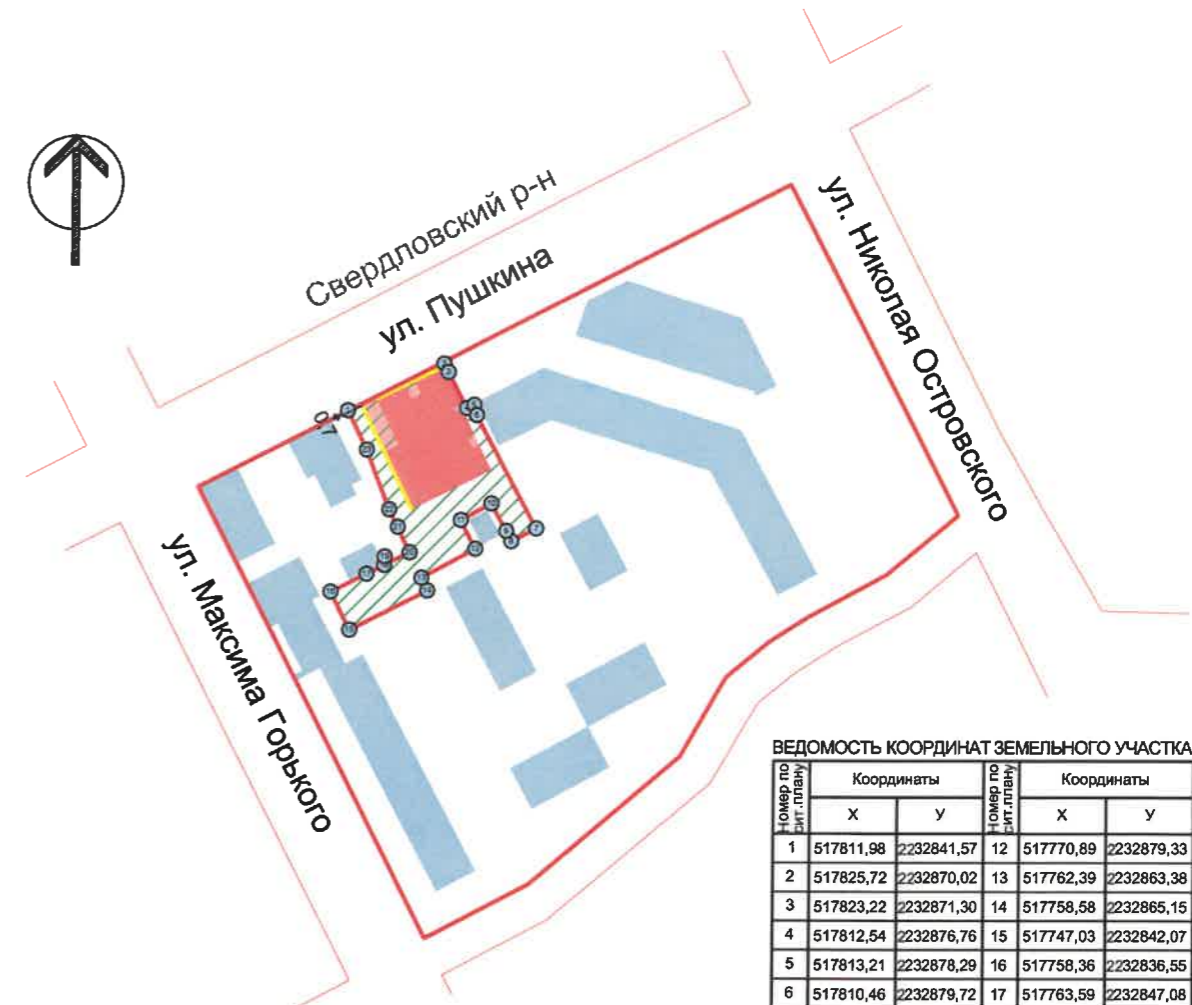 Свердловский р-н
ул. Пушкина
ул. Николая Островского
0,7
ул. Максима Горького
ВЕДОМОСТЬ КООРДИНАТ ЗЕМЕЛЬНОГО УЧАСТКА
Номер по сит.плану Координаты Номер по сит.плану Координаты
Х У Х У
1 517811,98 2232841,57 12 517770,89 2232879,33
2 517825,72 2232870,02 13 517762,39 2232863,38
3 517823,22 2232871,30 14 517758,58 2232865,15
4 517812,54 2232876,76 15 517747,03 2232842,07
5 517813,21 2232878,29 16 517758,36 2232836,55
6 517810,46 2232879,72 17 517763,59 2232847,08